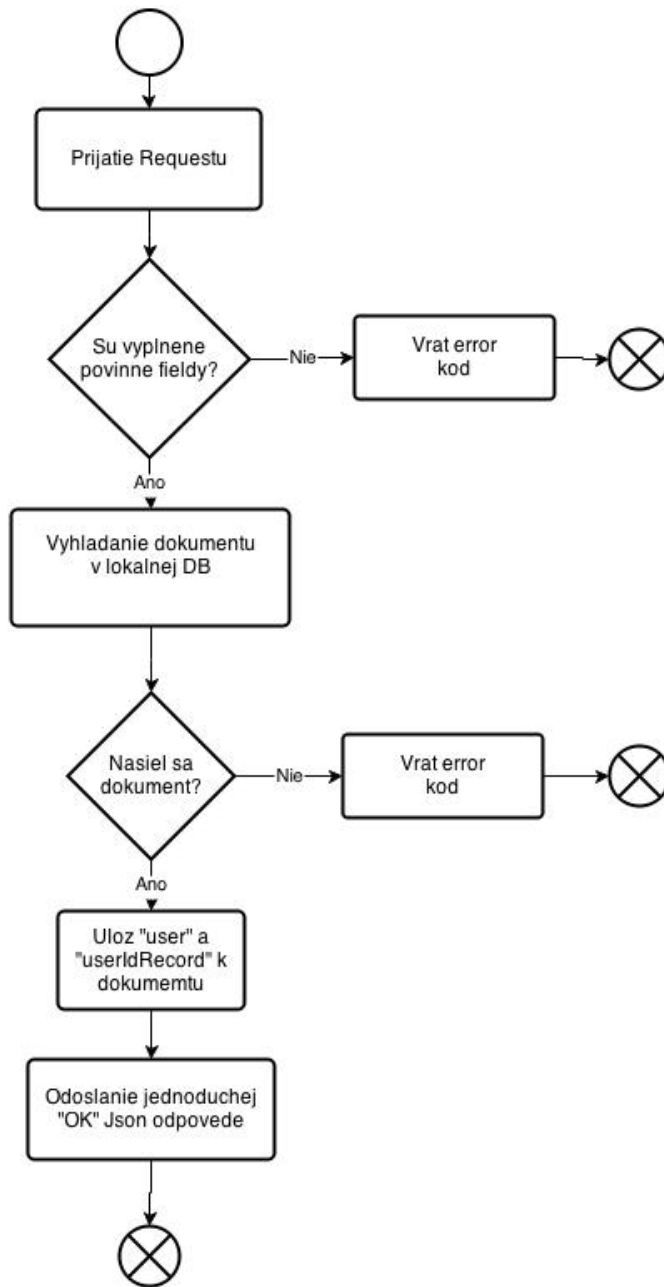 Prijatie Requestu
Su vyplnene
povinne fieldy?
Nie
Vrat error
kod
Ano
Vyhladanie dokumentu
v lokalnej DB
Nasiel sa
dokument?
Nie
Vrat error
kod
Ano
Uloz "user" a
"userIdRecord" k
dokumemtu
Odoslanie jednoduchej
"OK" Json odpovede